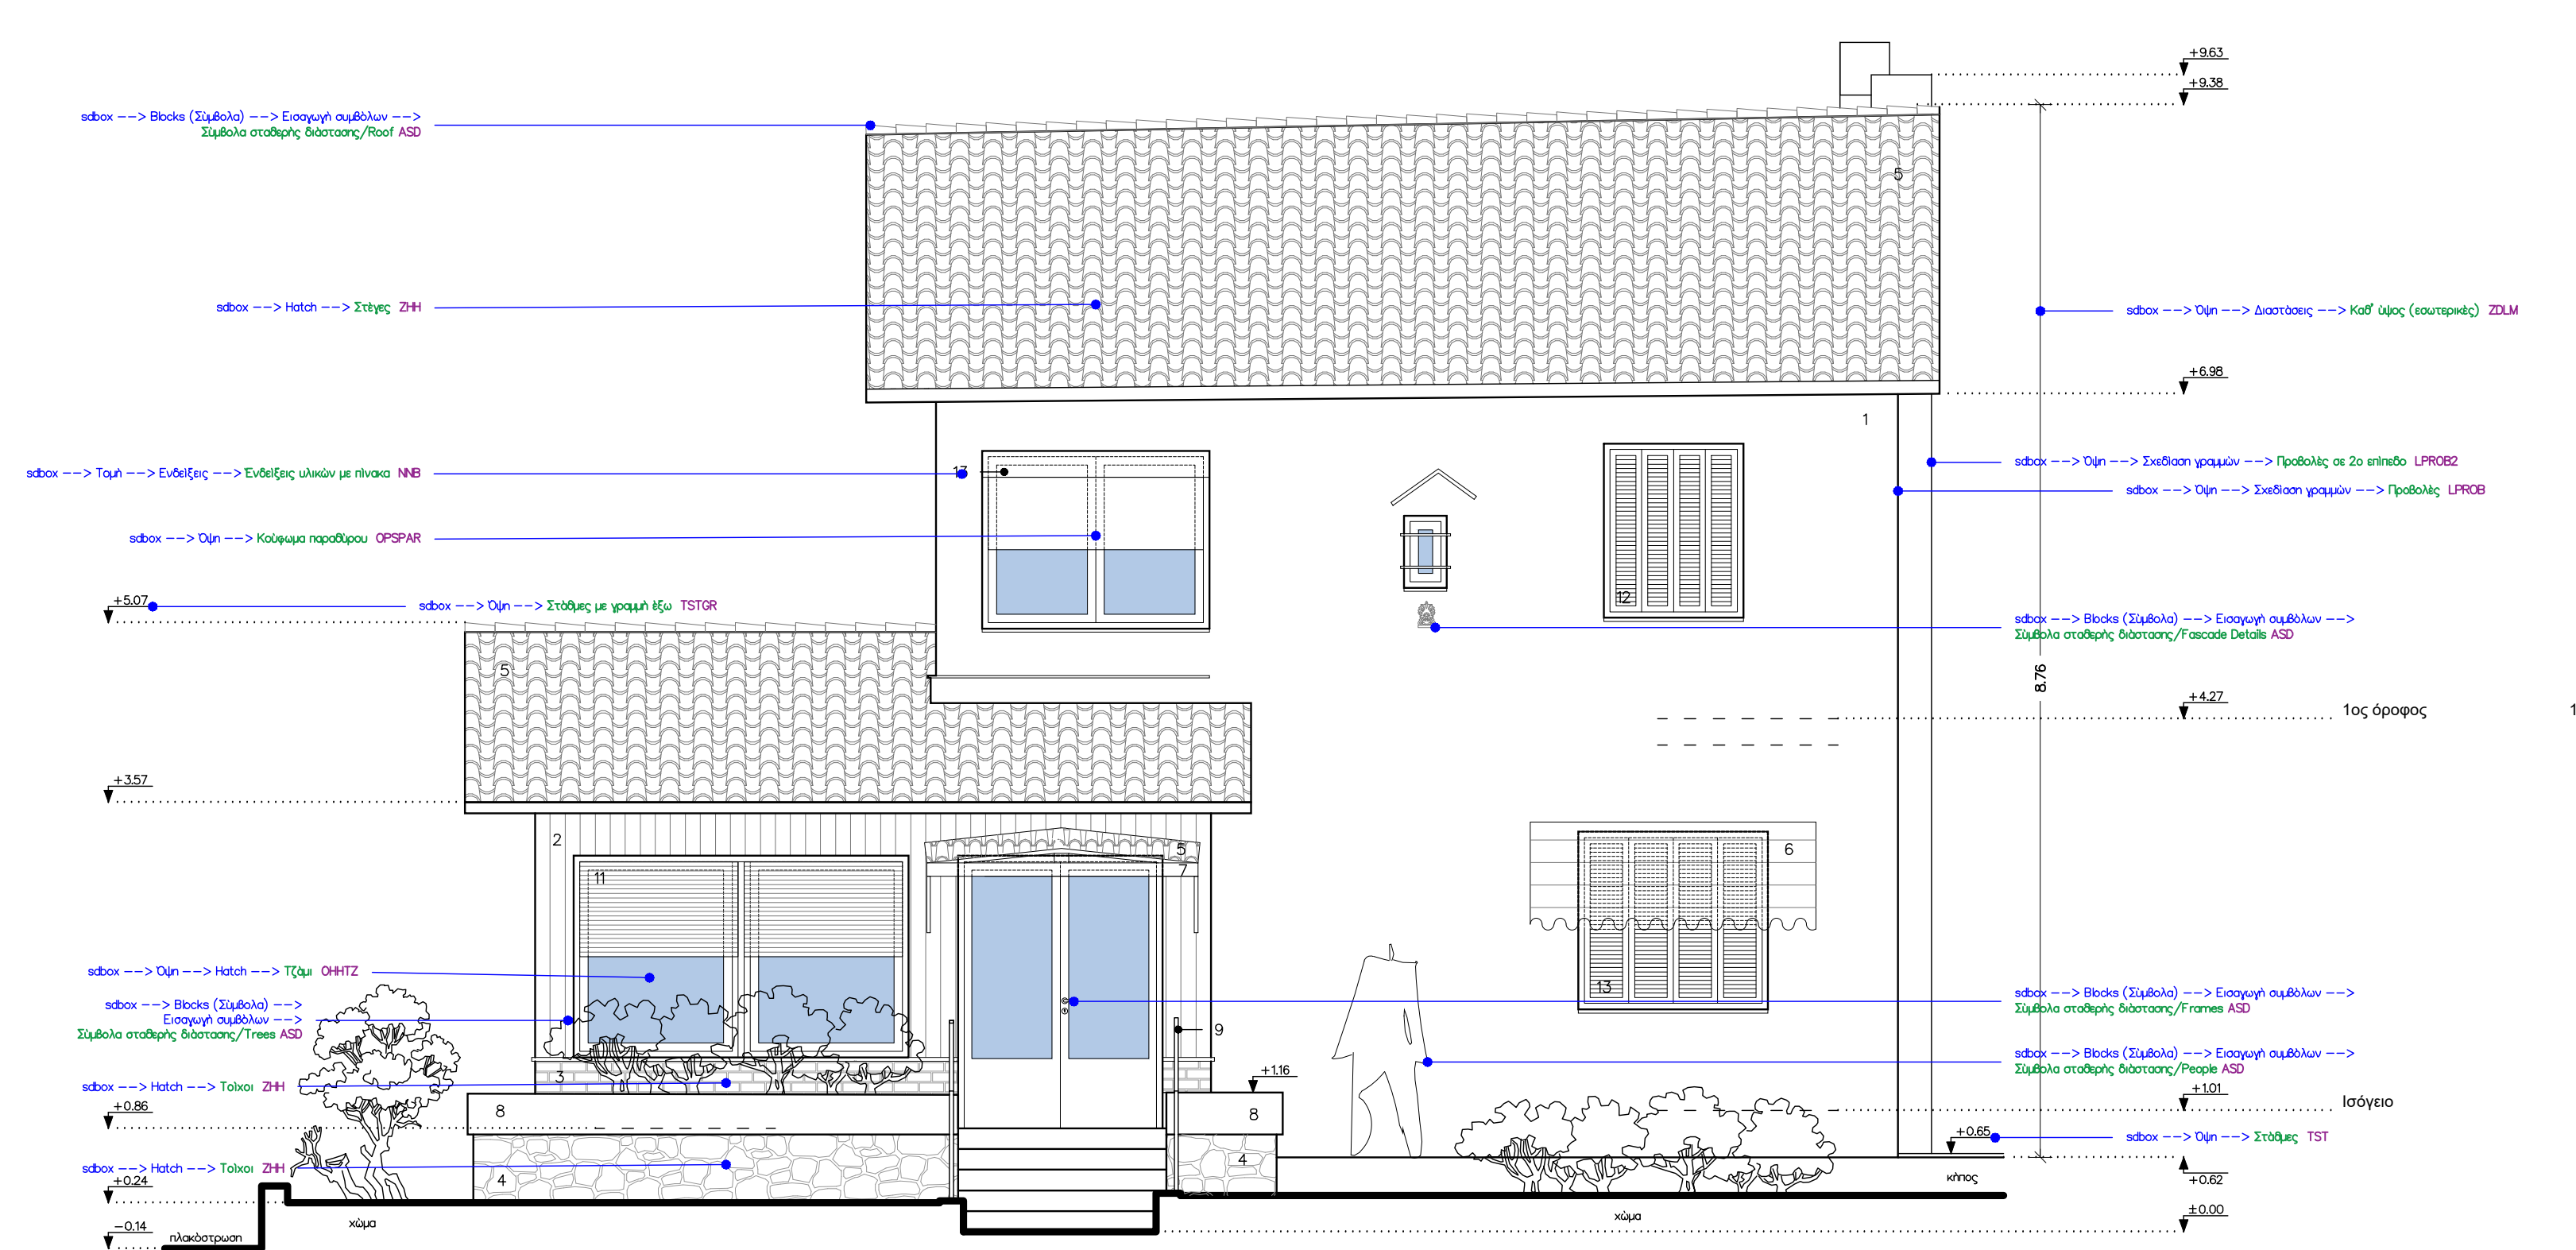 +9.63
+9.38
sdbox --> Blocks (Σύμβολα) --> Εισαγωγή συμβόλων -->
Σύμβολα σταθερής διάστασης/Roof ASD
5
sdbox --> Hatch --> Στέγες ZHH
sdbox --> Όψη --> Διαστάσεις --> Καθ' ύψος (εσωτερικές) ZDLM
+6.98
1
sdbox --> Όψη --> Σχεδίαση γραμμών --> Προβολές σε 2ο επίπεδο LPROB2
sdbox --> Τομή --> Ενδείξεις --> Ενδείξεις υλικών με πίνακα NNB
sdbox --> Όψη --> Σχεδίαση γραμμών --> Προβολές LPROB
sdbox --> Όψη --> Κούφωμα παραθύρου OPSPAR
12
+5.07
sdbox --> Όψη --> Στάθμες με γραμμή έξω TSTGR
sdbox --> Blocks (Σύμβολα) --> Εισαγωγή συμβόλων -->
Σύμβολα σταθερής διάστασης/Fascade Details ASD
5
8.76
+4.27
1ος όροφος
1
+3.57
2
5
6
7
11
sdbox --> Όψη --> Hatch --> Τζάμι OHHTZ
13
sdbox --> Blocks (Σύμβολα) --> Εισαγωγή συμβόλων -->
Σύμβολα σταθερής διάστασης/Frames ASD
sdbox --> Blocks (Σύμβολα) -->
Εισαγωγή συμβόλων -->
Σύμβολα σταθερής διάστασης/Trees ASD
9
sdbox --> Blocks (Σύμβολα) --> Εισαγωγή συμβόλων -->
Σύμβολα σταθερής διάστασης/People ASD
3
+1.16
sdbox --> Hatch --> Τοίχοι ZHH
+1.01
Ισόγειο
+0.86
8
8
+0.65
sdbox --> Όψη --> Στάθμες TST
4
sdbox --> Hatch --> Τοίχοι ZHH
4
+0.24
κήπος
+0.62
±0.00
χώμα
χώμα
-0.14
πλακόστρωση